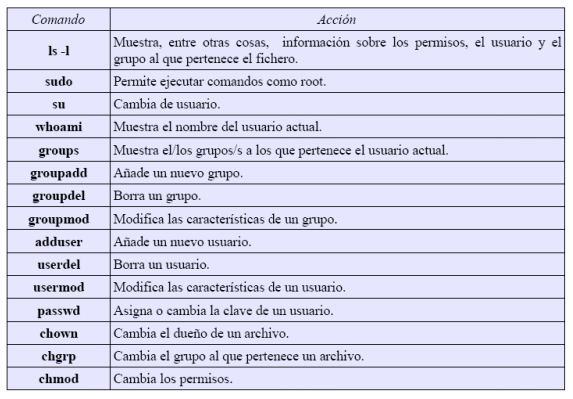 Comando Acción
ls -l Muestra, entre otras cosas, información sobre los permisos, el usuario y el
grupo al que pertenece el fichero.
sudo Permite ejecutar comandos como root.
su Cambia de usuario.
whoami Muestra el nombre del usuario actual.
groups Muestra el/los grupos/s a los que pertenece el usuario actual.
groupadd Añade un nuevo grupo.
groupdel Borra un grupo.
groupmod Modifica las características de un grupo.
adduser Añade un nuevo usuario.
userdel Borra un usuario.
usermod Modifica las características de un usuario.
passwd Asigna o cambia la clave de un usuario.
chown Cambia el dueño de un archivo.
chgrp Cambia el grupo al que pertenece un archivo.
chmod Cambia los permisos.